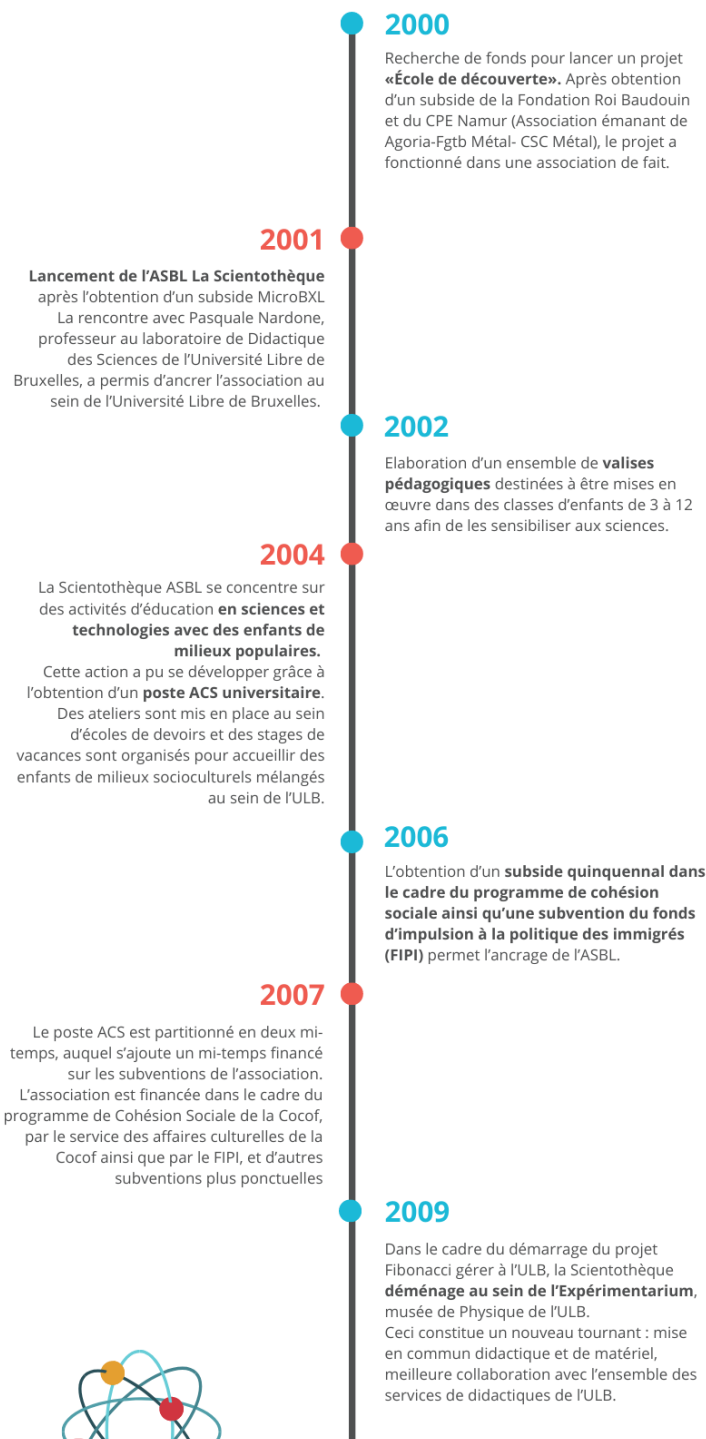 2000
Recherche de fonds pour lancer un projet
«École de découverte». Après obtention
d’un subside de la Fondation Roi Baudouin
et du CPE Namur (Association émanant de
Agoria-Fgtb Métal- CSC Métal), le projet a
fonctionné dans une association de fait.
2001
Lancement de l’ASBL La Scientothèque
après l’obtention d’un subside MicroBXL
La rencontre avec Pasquale Nardone,
professeur au laboratoire de Didactique
des Sciences de l’Université Libre de
Bruxelles, a permis d’ancrer l’association au
sein de l’Université Libre de Bruxelles.
2002
Elaboration d’un ensemble de valises
pédagogiques destinées à être mises en
œuvre dans des classes d’enfants de 3 à 12
ans afin de les sensibiliser aux sciences.
2004
La Scientothèque ASBL se concentre sur
des activités d’éducation en sciences et
technologies avec des enfants de
milieux populaires.
Cette action a pu se développer grâce à
l’obtention d’un poste ACS universitaire.
Des ateliers sont mis en place au sein
d’écoles de devoirs et des stages de
vacances sont organisés pour accueillir des
enfants de milieux socioculturels mélangés
au sein de l’ULB.
2006
L’obtention d’un subside quinquennal dans
le cadre du programme de cohésion
sociale ainsi qu’une subvention du fonds
d’impulsion à la politique des immigrés
(FIPI) permet l’ancrage de l’ASBL.
2007
Le poste ACS est partitionné en deux mi-
temps, auquel s’ajoute un mi-temps financé
sur les subventions de l’association.
L’association est financée dans le cadre du
programme de Cohésion Sociale de la Cocof,
par le service des affaires culturelles de la
Cocof ainsi que par le FIPI, et d’autres
subventions plus ponctuelles
2009
Dans le cadre du démarrage du projet
Fibonacci gérer à l’ULB, la Scientothèque
déménage au sein de l’Expérimentarium,
musée de Physique de l’ULB.
Ceci constitue un nouveau tournant : mise
en commun didactique et de matériel,
meilleure collaboration avec l’ensemble des
services de didactiques de l’ULB.